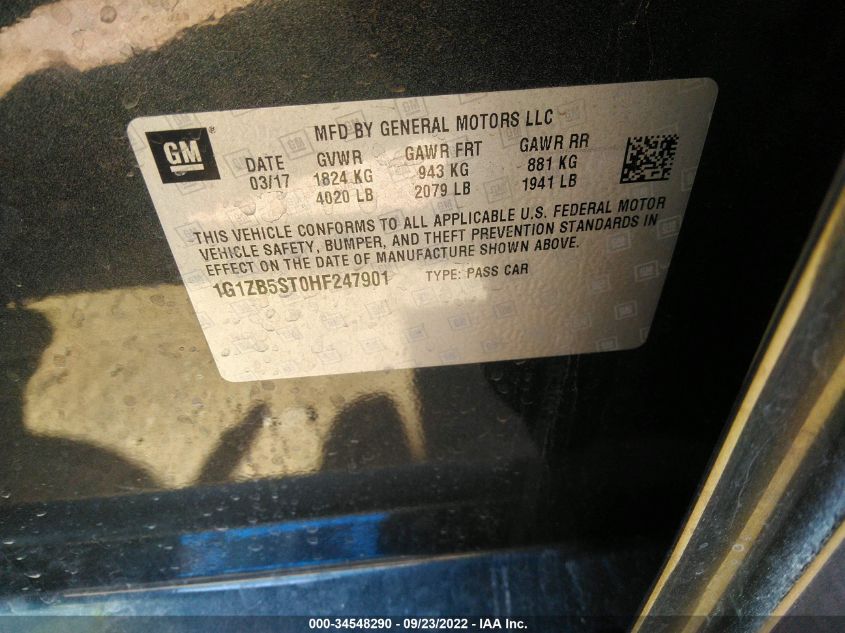 GM
MFD BY GENERAL MOTORS LLC
DATE GVWR GAWR FRT GAWR RR
03/17 1824 KG 943 KG 881 KG
4020 LB 2079 LB 1941 LB
THIS VEHICLE CONFORMS TO ALL APPLICABLE U.S. FEDERAL MOTOR
VEHICLE SAFETY, BUMPER, AND THEFT PREVENTION STANDARDS IN
EFFECT ON THE DATE OF MANUFACTURE SHOWN ABOVE.
1G1ZB5ST0HF247901 TYPE: PASS CAR
000-34548290 - 09/23/2022 - IAA Inc.